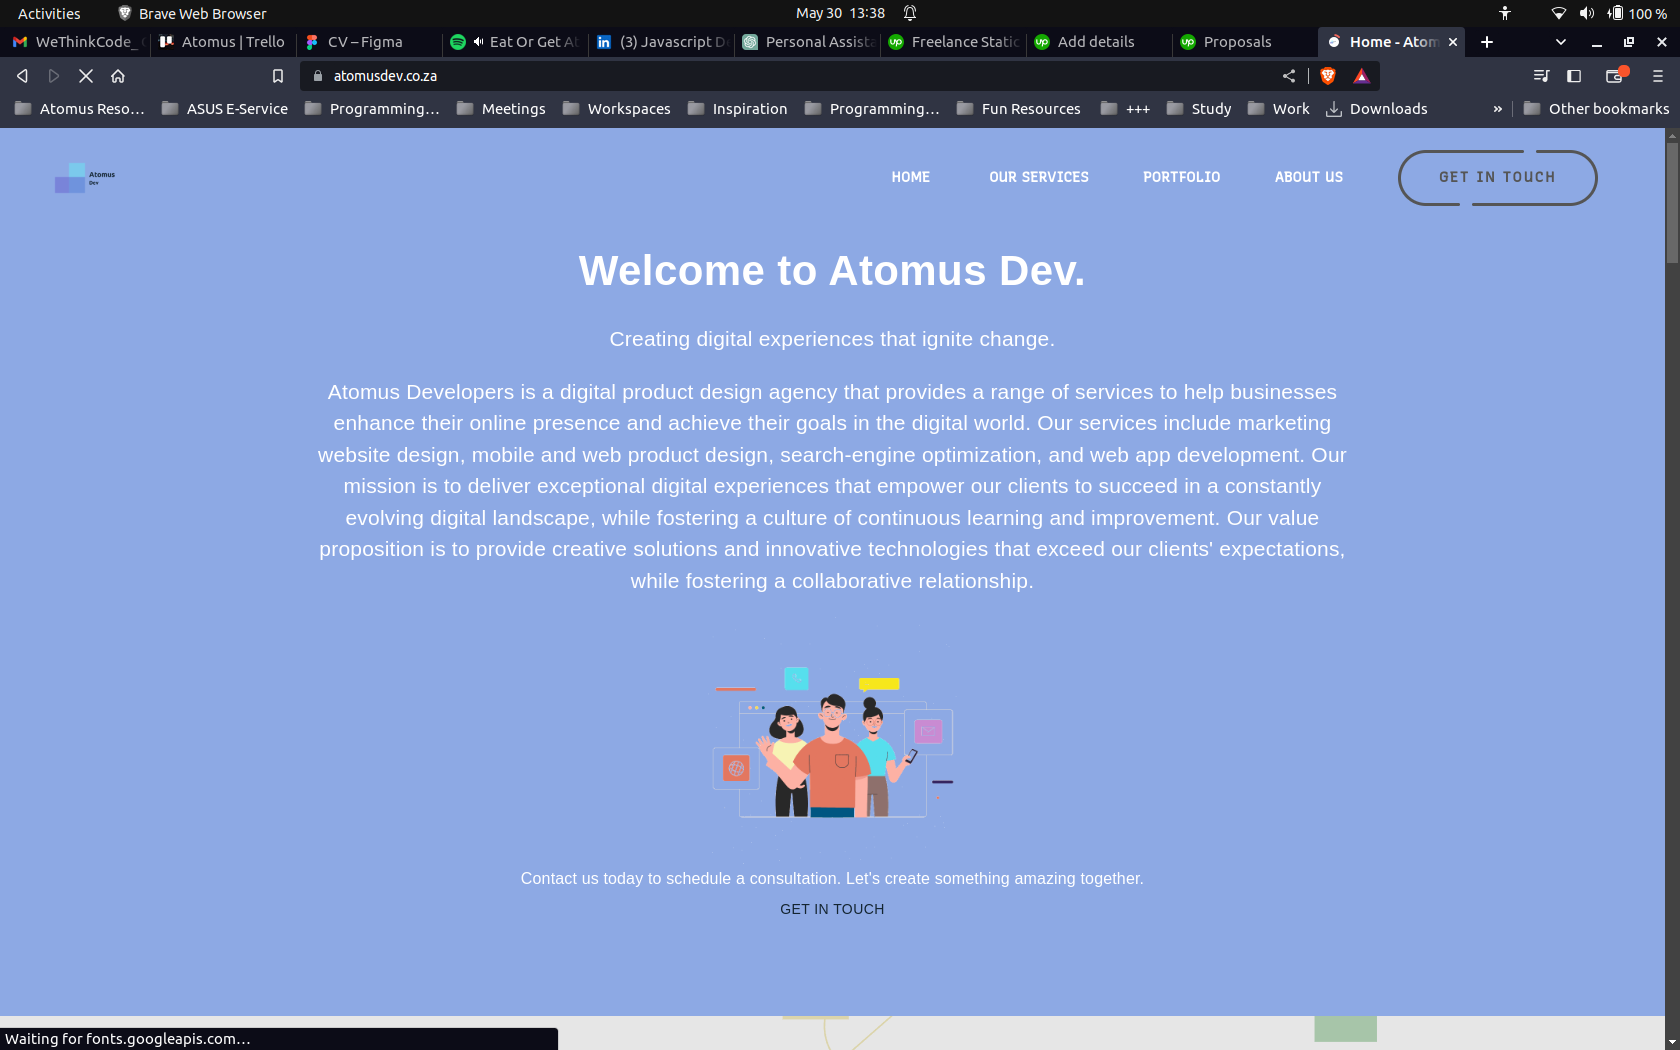 Activities
Brave Web Browser
May 30 13:38
100 %
WeThinkCode_
Atomus | Trello
CV – Figma
Eat Or Get At
(3) Javascript De
Personal Assista
Freelance Static
Add details
Proposals
Home - Atom
atomusdev.co.za
Atomus Reso...
ASUS E-Service
Programming...
Meetings
Workspaces
Inspiration
Programming...
Fun Resources
+++
Study
Work
Downloads
»
Other bookmarks
Atomus
Dev
HOME
OUR SERVICES
PORTFOLIO
ABOUT US
GET IN TOUCH
Welcome to Atomus Dev.
Creating digital experiences that ignite change.
Atomus Developers is a digital product design agency that provides a range of services to help businesses
enhance their online presence and achieve their goals in the digital world. Our services include marketing
website design, mobile and web product design, search-engine optimization, and web app development. Our
mission is to deliver exceptional digital experiences that empower our clients to succeed in a constantly
evolving digital landscape, while fostering a culture of continuous learning and improvement. Our value
proposition is to provide creative solutions and innovative technologies that exceed our clients' expectations,
while fostering a collaborative relationship.
Contact us today to schedule a consultation. Let's create something amazing together.
GET IN TOUCH
Waiting for fonts.googleapis.com...